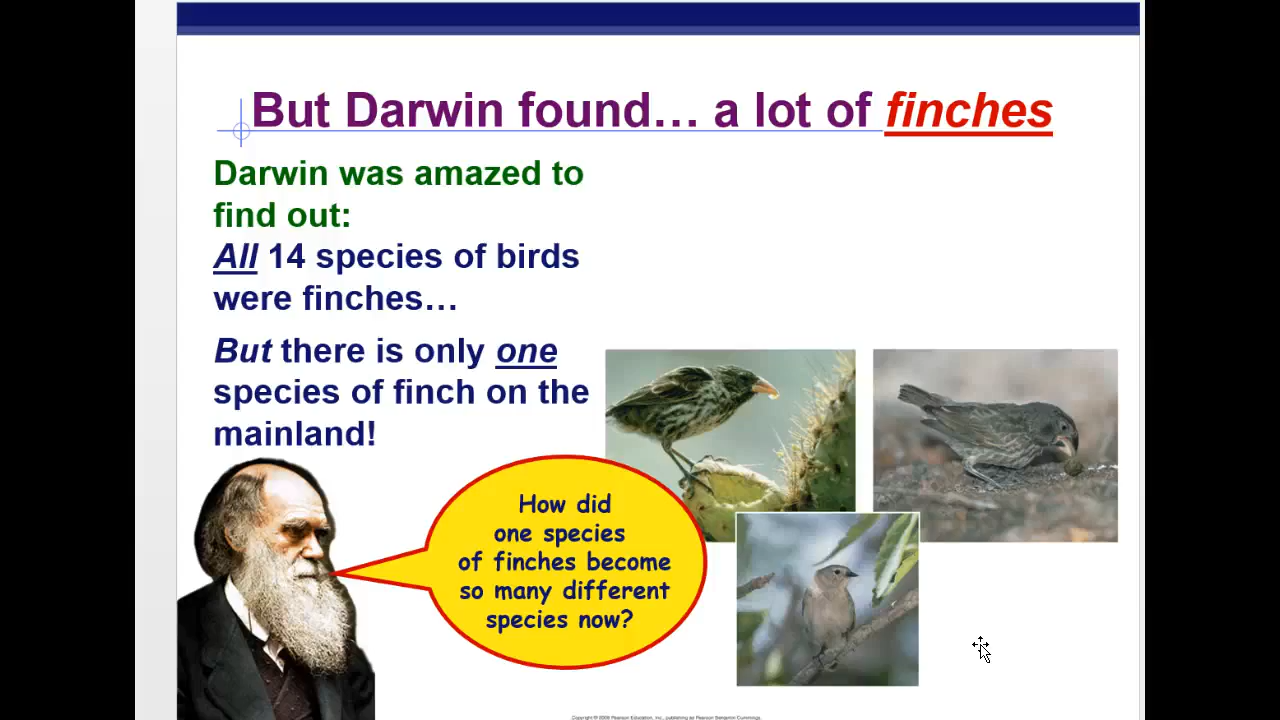 But Darwin found… a lot of finches
Darwin was amazed to
find out:
All 14 species of birds
were finches…
But there is only one
species of finch on the
mainland!
How did
one species
of finches become
so many different
species now?
Copyright © 2008 Pearson Education, Inc., publishing as Pearson Benjamin Cummings.